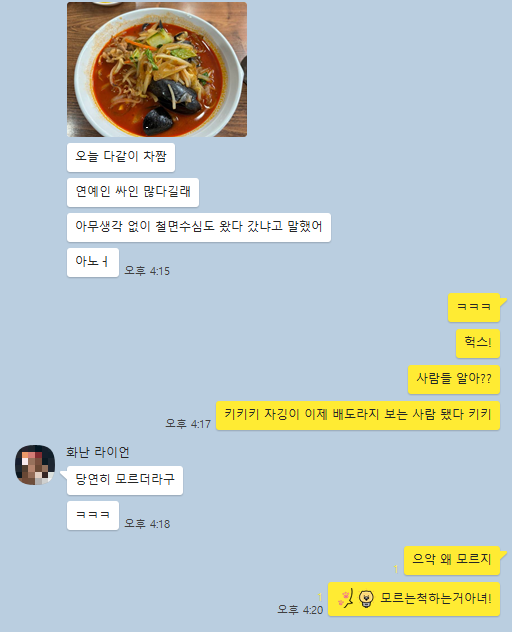 오늘 다같이 차짬
연예인 싸인 많다길래
아무생각 없이 철면수심도 왔다 갔냐고 말했어
아노ㅓ
오후 4:15
ㅋㅋㅋ
헉스!
사람들 알아??
키키키 자깅이 이제 배도라지 보는 사람 됐다 키키
오후 4:17
화난 라이언
당연히 모르더라구
ㅋㅋㅋ
오후 4:18
으악 왜 모르지
1
모르는척하는거아녀!
1
오후 4:20